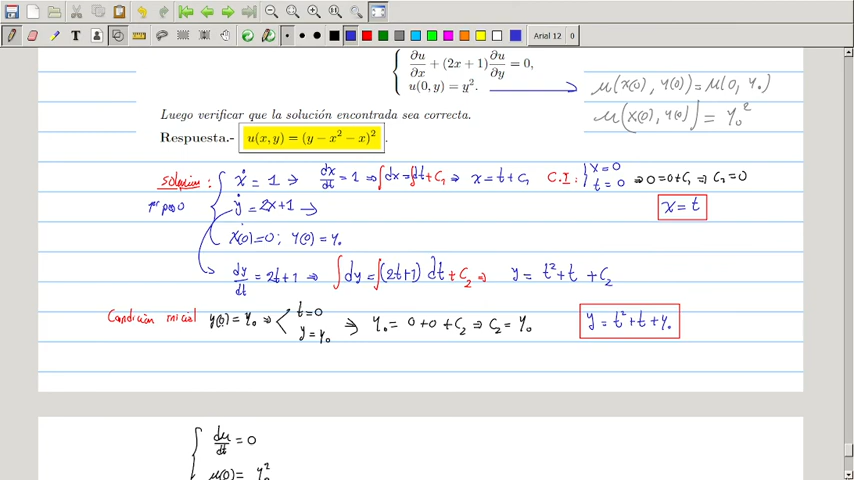 Arial 12 0
∂u/∂x + (2x + 1) ∂u/∂y = 0,
u(0, y) = y².
u(x(0), y(0)) = u(0, y₀)
u(x(0), y(0)) = y₀²
Luego verificar que la solución encontrada sea correcta.
Respuesta.- u(x, y) = (y − x² − x)²
solución: ẋ = 1 → dx/dt = 1 ⇒ ∫dx = ∫dt + C₁ ⇒ x = t + C₁ C.I: { x = 0 t = 0 ⇒ 0 = 0 + C₁ ⇒ C₁ = 0
ẏ = 2x + 1 →
x = t
x(0) = 0; y(0) = y₀
dy/dt = 2t + 1 ⇒ ∫dy = ∫(2t+1) dt + C₂ ⇒ y = t² + t + C₂
Condición inicial y(0) = y₀ ⇒ t = 0 y = y₀ ⇒ y₀ = 0 + 0 + C₂ ⇒ C₂ = y₀
y = t² + t + y₀
du/dt = 0
u(0) = y₀²